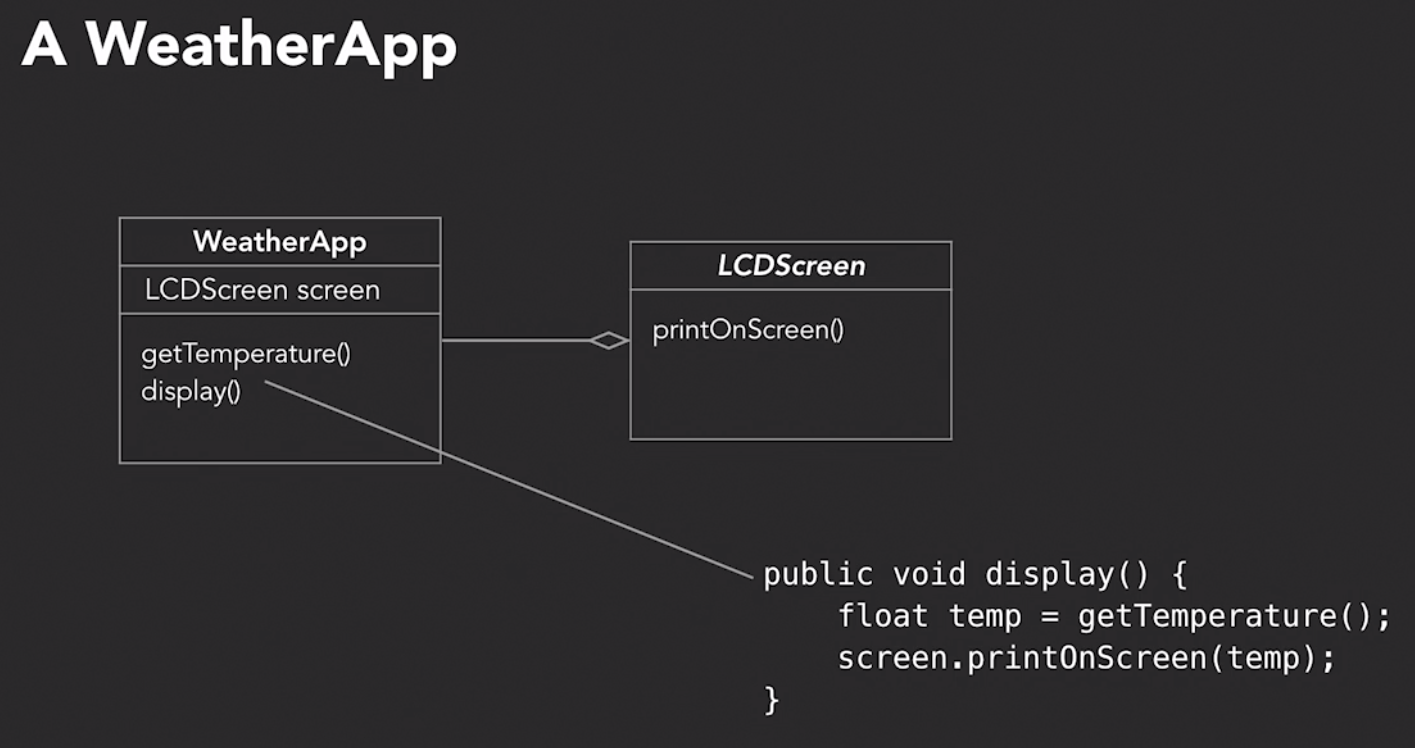 A WeatherApp
WeatherApp
LCDScreen screen
getTemperature()
display()
LCDScreen
printOnScreen()
public void display() {
    float temp = getTemperature();
    screen.printOnScreen(temp);
}